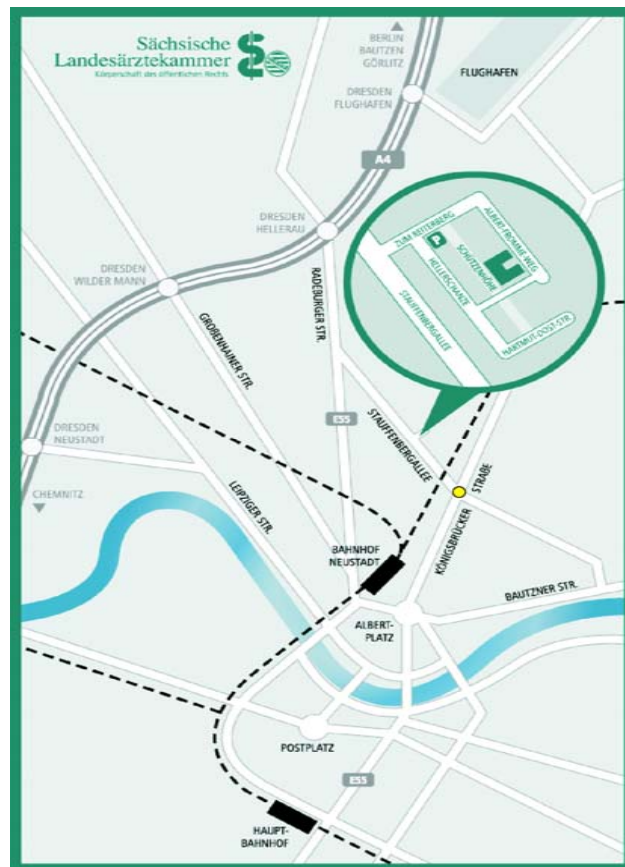 Sächsische
Landesärztekammer
Körperschaft des öffentlichen Rechts
BERLIN
BAUTZEN
GÖRLITZ
FLUGHAFEN
DRESDEN
FLUGHAFEN
A4
DRESDEN
HELLERAU
ZUM REITERBERG
ALBERT-FROMME-WEG
P
SCHÜTZENHÖHE
HELLERSCHANZE
STAUFFENBERGALLEE
HARTMUT-DOST-STR.
DRESDEN
WILDER MANN
RADEBURGER STR.
GROßENHAINER STR.
E55
STAUFFENBERGALLEE
DRESDEN
NEUSTADT
CHEMNITZ
LEIPZIGER STR.
KÖNIGSBRÜCKER
STRAßE
BAHNHOF
NEUSTADT
BAUTZNER STR.
ALBERT-
PLATZ
POSTPLATZ
E55
HAUPT-
BAHNHOF